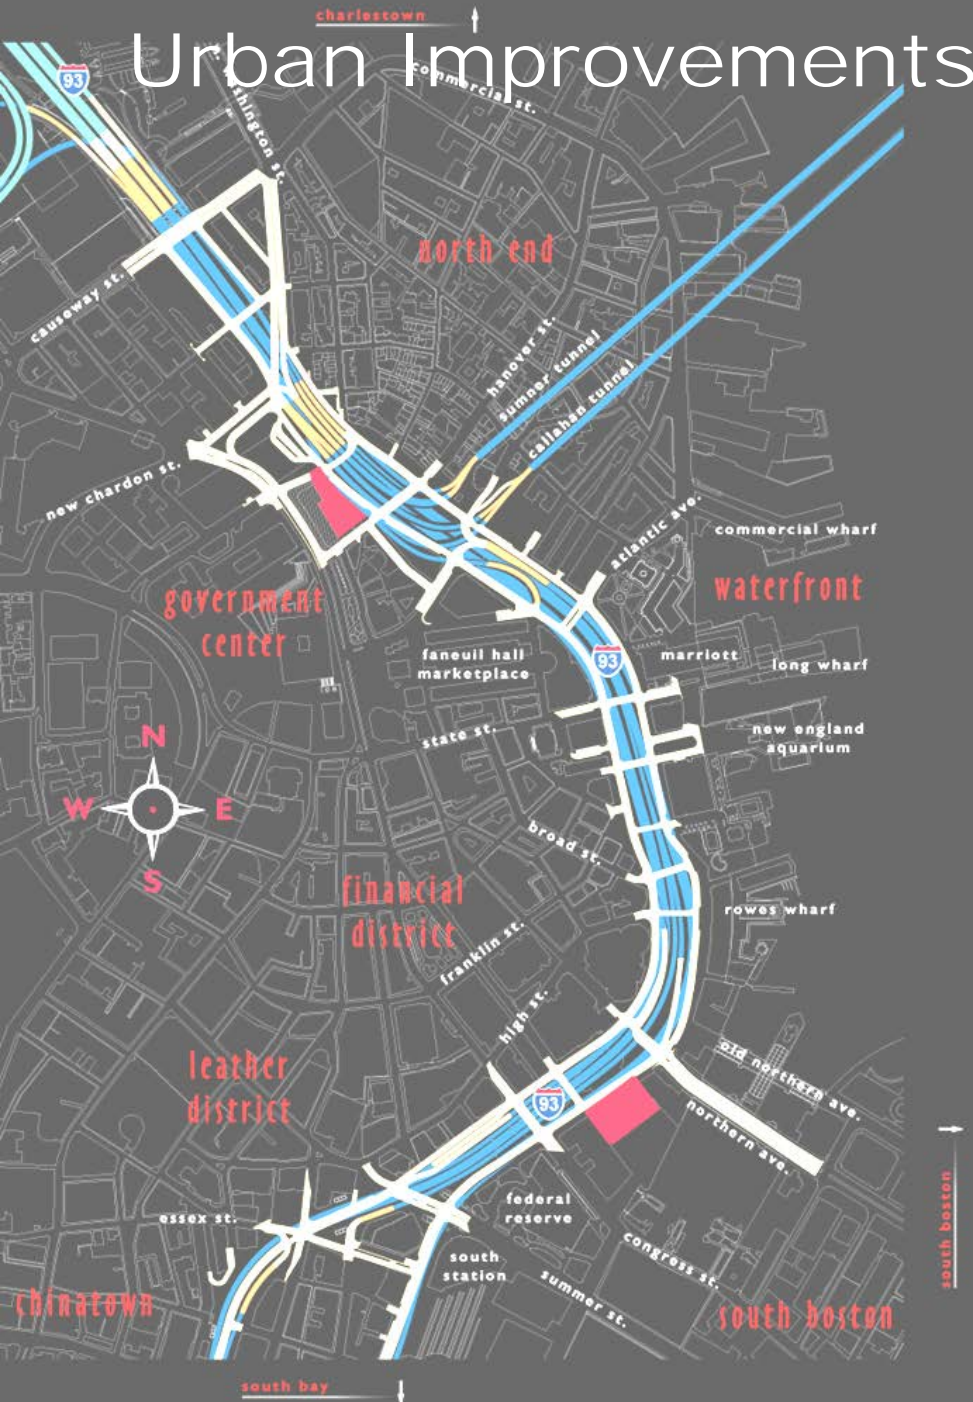 charlestown
Urban Improvements
93
N. Washington st.
commercial st.
north end
causeway st.
hanover st.
sumner tunnel
callahan tunnel
new chardon st.
atlantic ave.
commercial wharf
government
center
waterfront
faneuil hall
marketplace
93
marriott
long wharf
state st.
new england
aquarium
N
W E
S
broad st.
financial
district
rowes wharf
franklin st.
high st.
leather
district
old northern ave.
93
northern ave.
essex st.
federal
reserve
south
station
congress st.
summer st.
chinatown
south boston
south boston
south bay